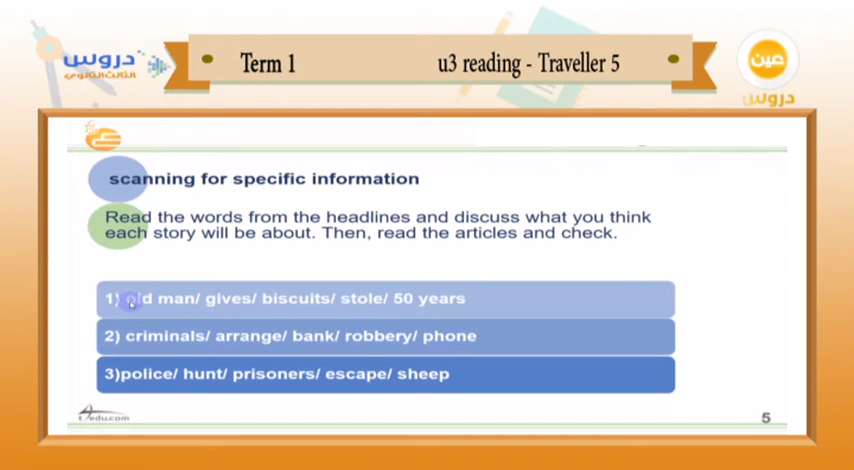 دروس
الثالث الثانوي
Term 1
u3 reading - Traveller 5
عين
دروس
scanning for specific information
Read the words from the headlines and discuss what you think
each story will be about. Then, read the articles and check.
1) old man/ gives/ biscuits/ stole/ 50 years
2) criminals/ arrange/ bank/ robbery/ phone
3)police/ hunt/ prisoners/ escape/ sheep
t4edu.com
5